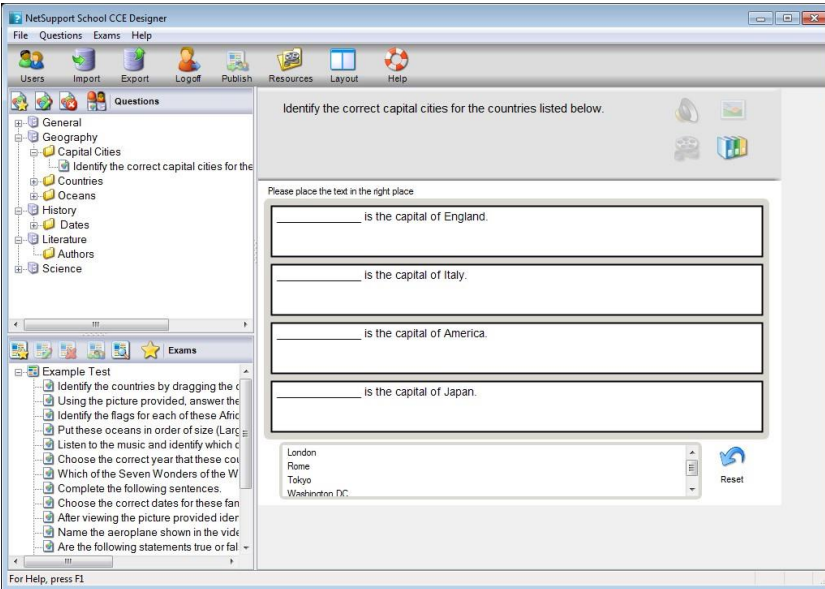 NetSupport School CCE Designer
File Questions Exams Help
Users Import Export Logoff Publish Resources Layout Help
Questions
General
Geography
Capital Cities
Identify the correct capital cities for the
Countries
Oceans
History
Dates
Literature
Authors
Science
Identify the correct capital cities for the countries listed below.
Please place the text in the right place
_____________ is the capital of England.
_____________ is the capital of Italy.
_____________ is the capital of America.
_____________ is the capital of Japan.
London
Rome
Tokyo
Washington DC
Reset
Exams
Example Test
Identify the countries by dragging the c
Using the picture provided, answer the
Identify the flags for each of these Afric
Put these oceans in order of size (Larg
Listen to the music and identify which c
Choose the correct year that these cou
Which of the Seven Wonders of the W
Complete the following sentences.
Choose the correct dates for these fan
After viewing the picture provided iden
Name the aeroplane shown in the vide
Are the following statements true or fal
For Help, press F1